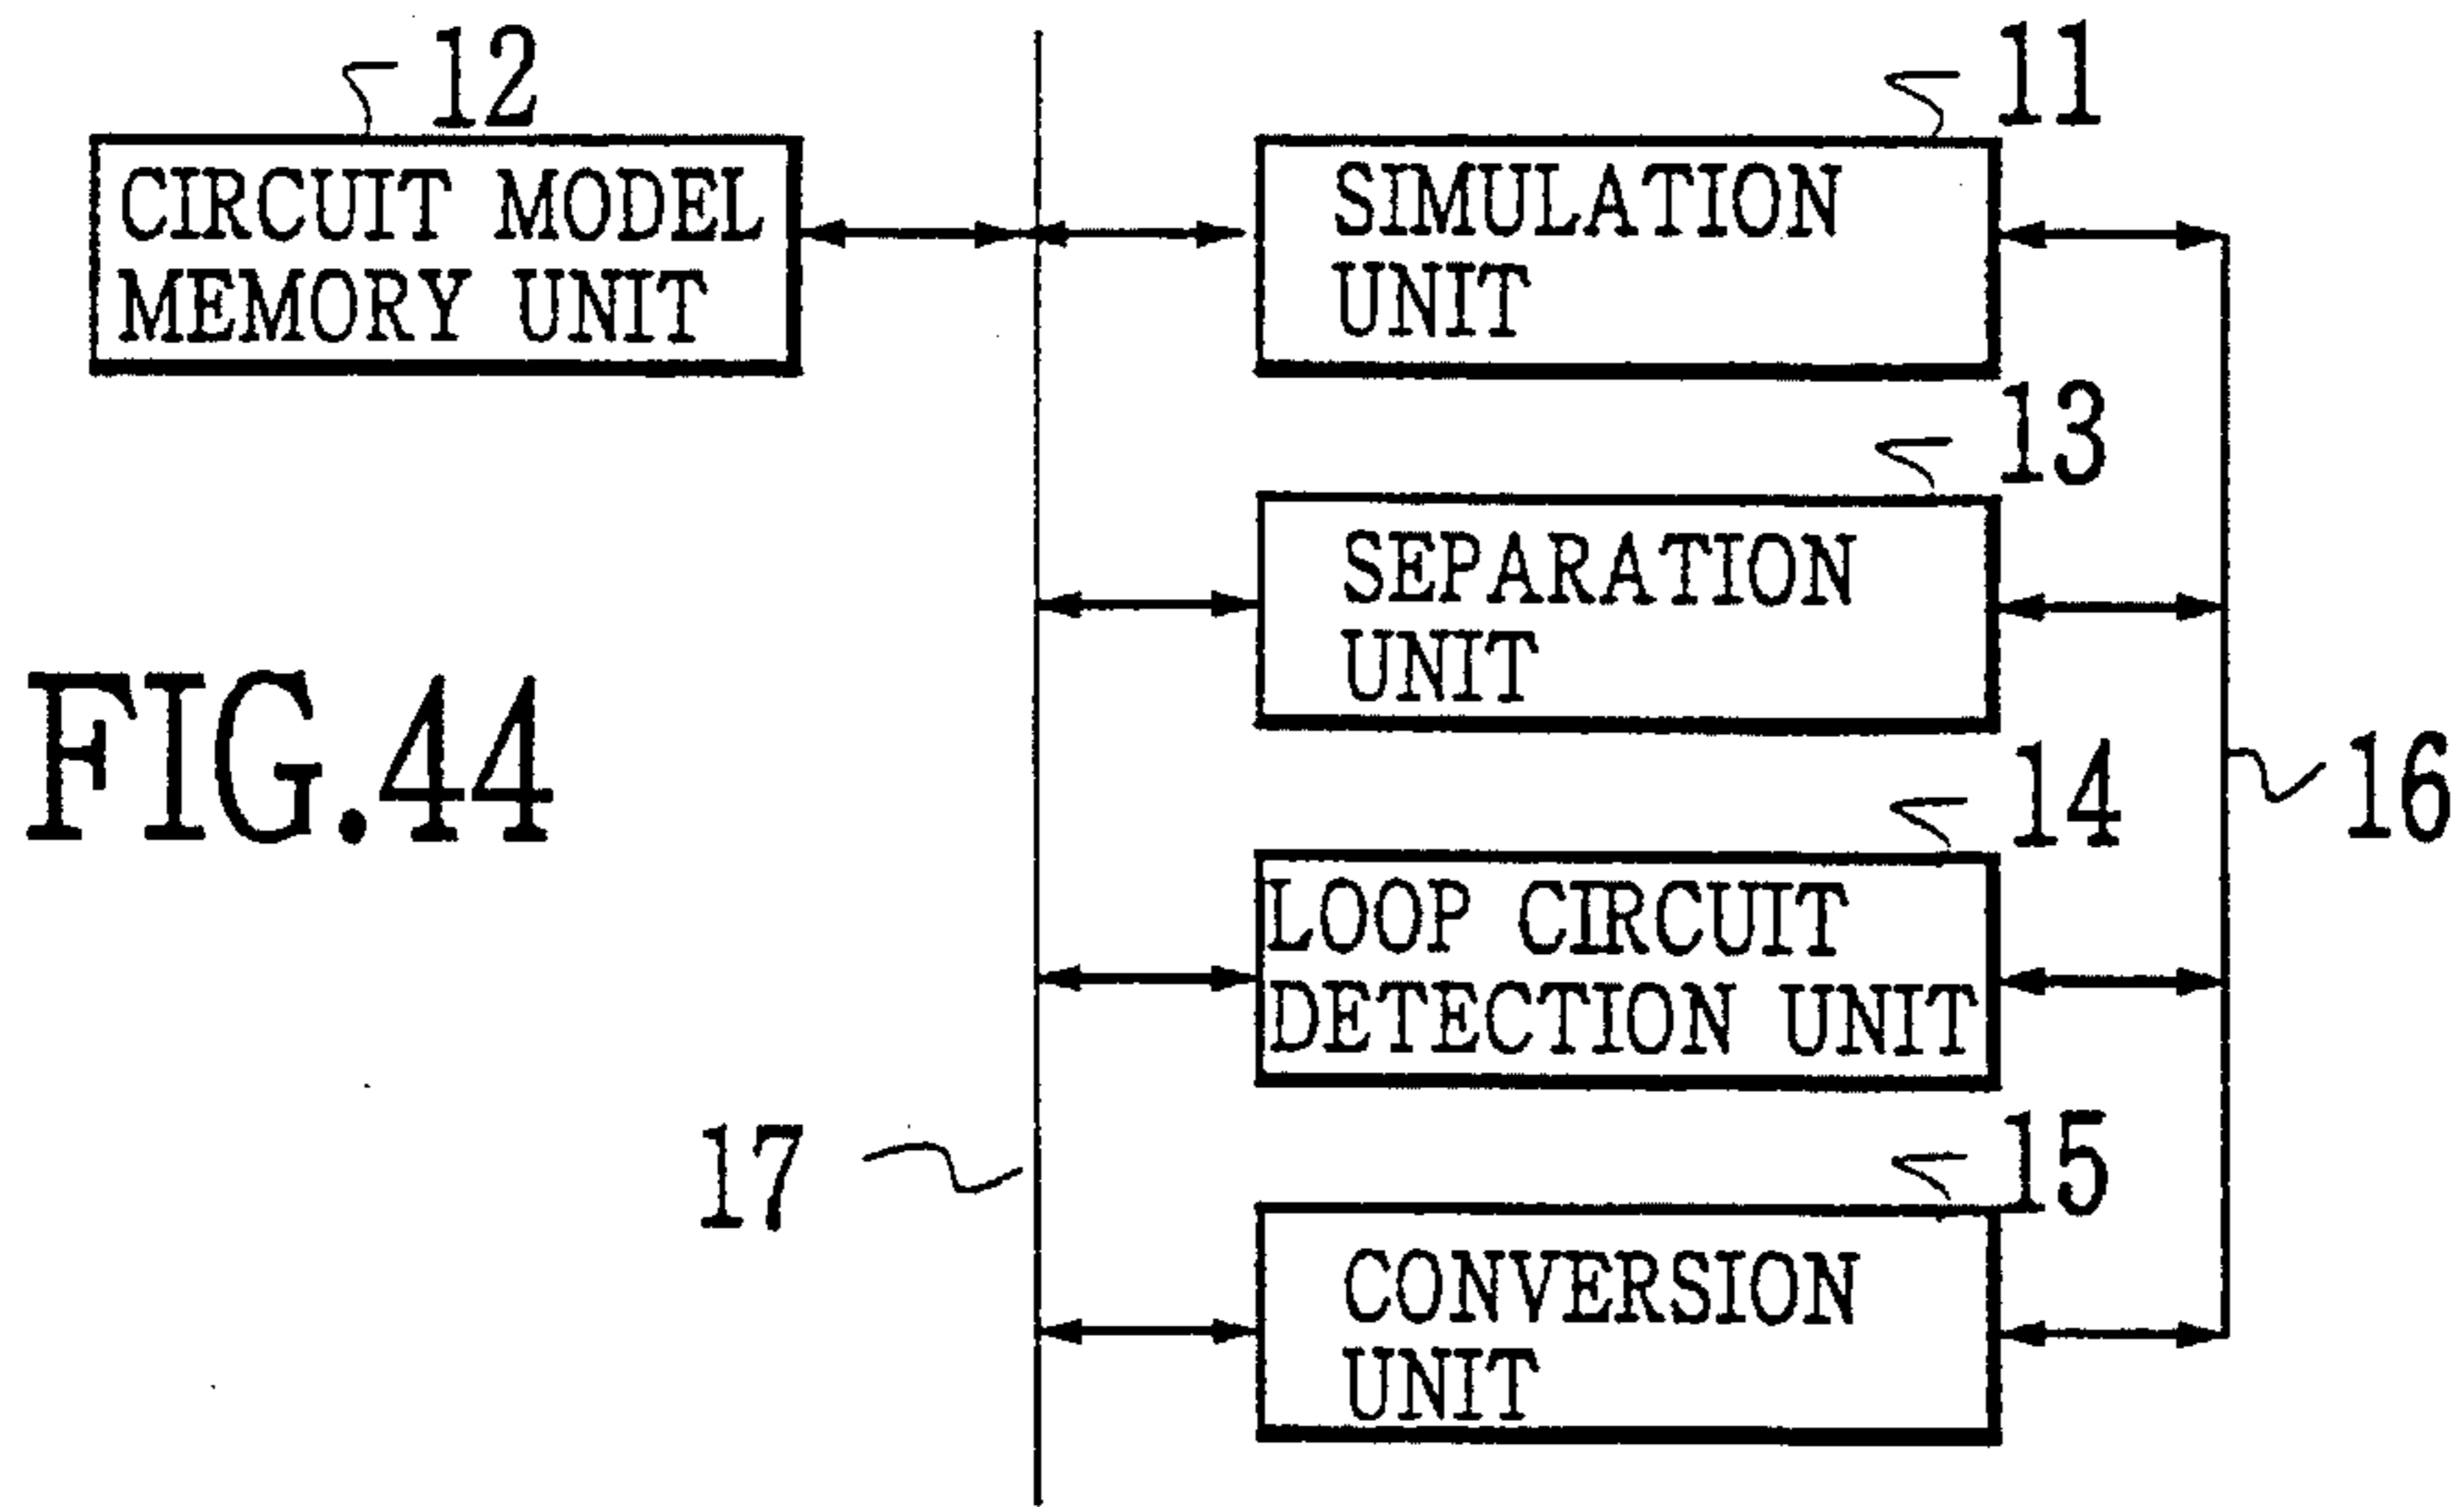 12
CIRCUIT MODEL
MEMORY UNIT
11
SIMULATION
UNIT
13
SEPARATION
UNIT
FIG.44
14
16
LOOP CIRCUIT
DETECTION UNIT
17
15
CONVERSION
UNIT